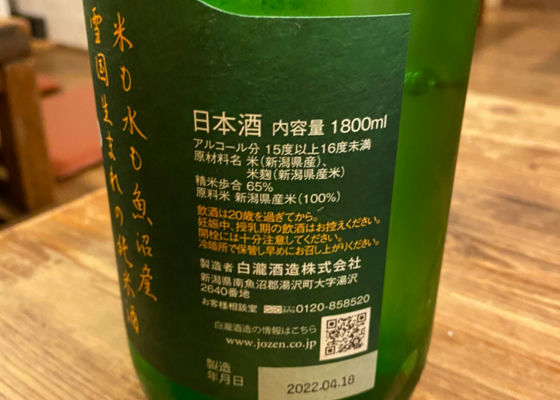 米も水も魚沼産
雪国生まれの純米酒
日本酒 内容量 1800ml
アルコール分 15度以上16度未満
原材料名 米（新潟県産）、
米麹（新潟県産米）
精米歩合 65%
原料米 新潟県産米（100%）
飲酒は20歳を過ぎてから。
妊娠中、授乳期の飲酒はお控えください。
開栓には十分注意してください。
冷暗所で保管し早めにお召し上がりください。
製造者 白瀧酒造株式会社
新潟県南魚沼郡湯沢町大字湯沢
2640番地
お客様相談室 0120-858520
白瀧酒造の情報はこちら
www.jozen.co.jp
製造
年月日
2022.04.18